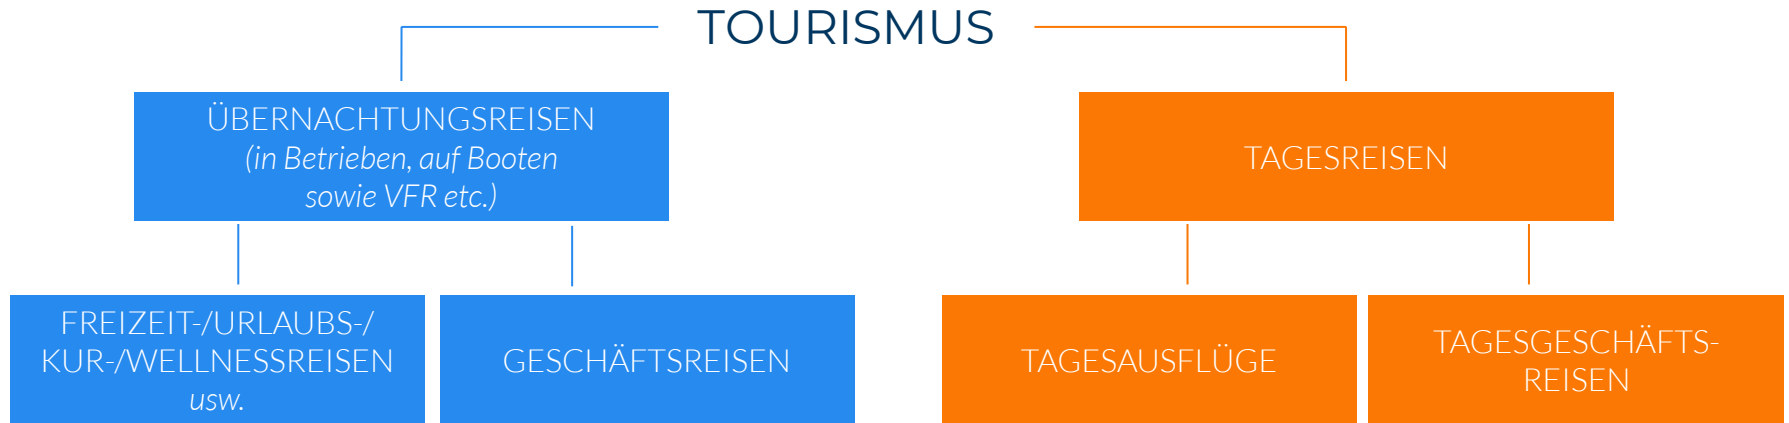 TOURISMUS
ÜBERNACHTUNGSREISEN
(in Betrieben, auf Booten
sowie VFR etc.)
TAGESREISEN
FREIZEIT-/URLAUBS-/
KUR-/WELLNESSREISEN
usw.
GESCHÄFTSREISEN
TAGESAUSFLÜGE
TAGESGESCHÄFTS-
REISEN